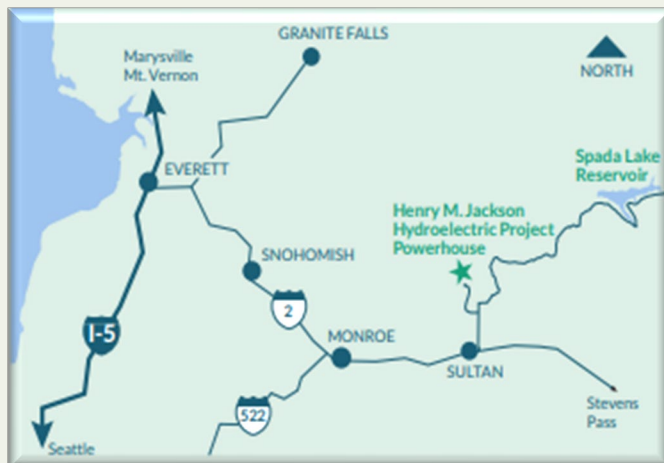 GRANITE FALLS
Marysville
Mt. Vernon
NORTH
EVERETT
Spada Lake
Reservoir
Henry M. Jackson
Hydroelectric Project
Powerhouse
SNOHOMISH
2
I-5
MONROE
SULTAN
522
Stevens
Pass
Seattle